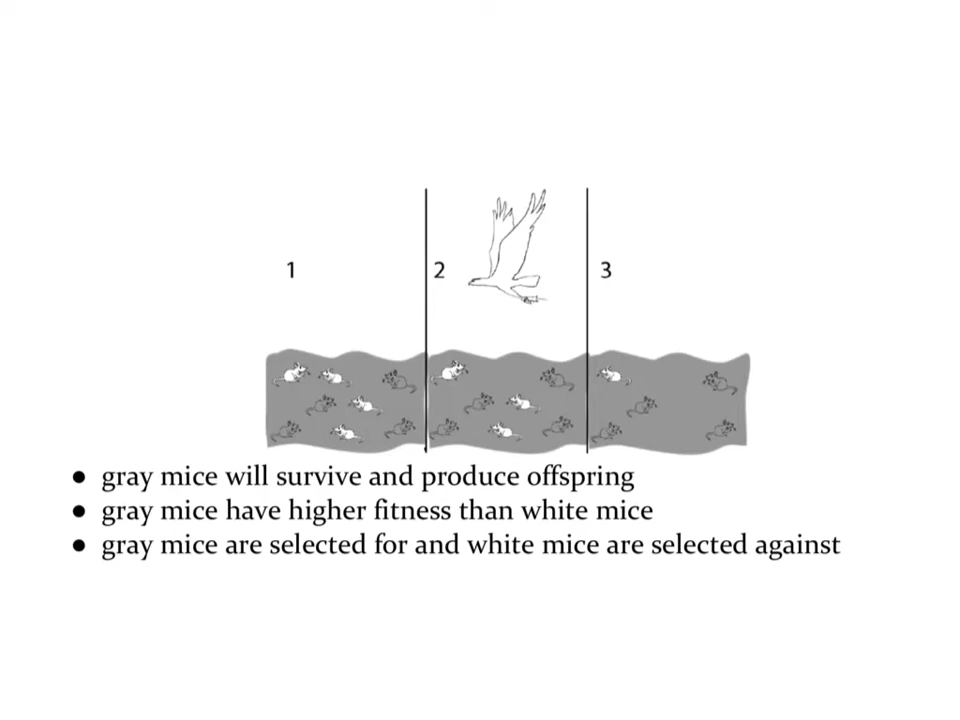 1 2 3
● gray mice will survive and produce offspring
● gray mice have higher fitness than white mice
● gray mice are selected for and white mice are selected against